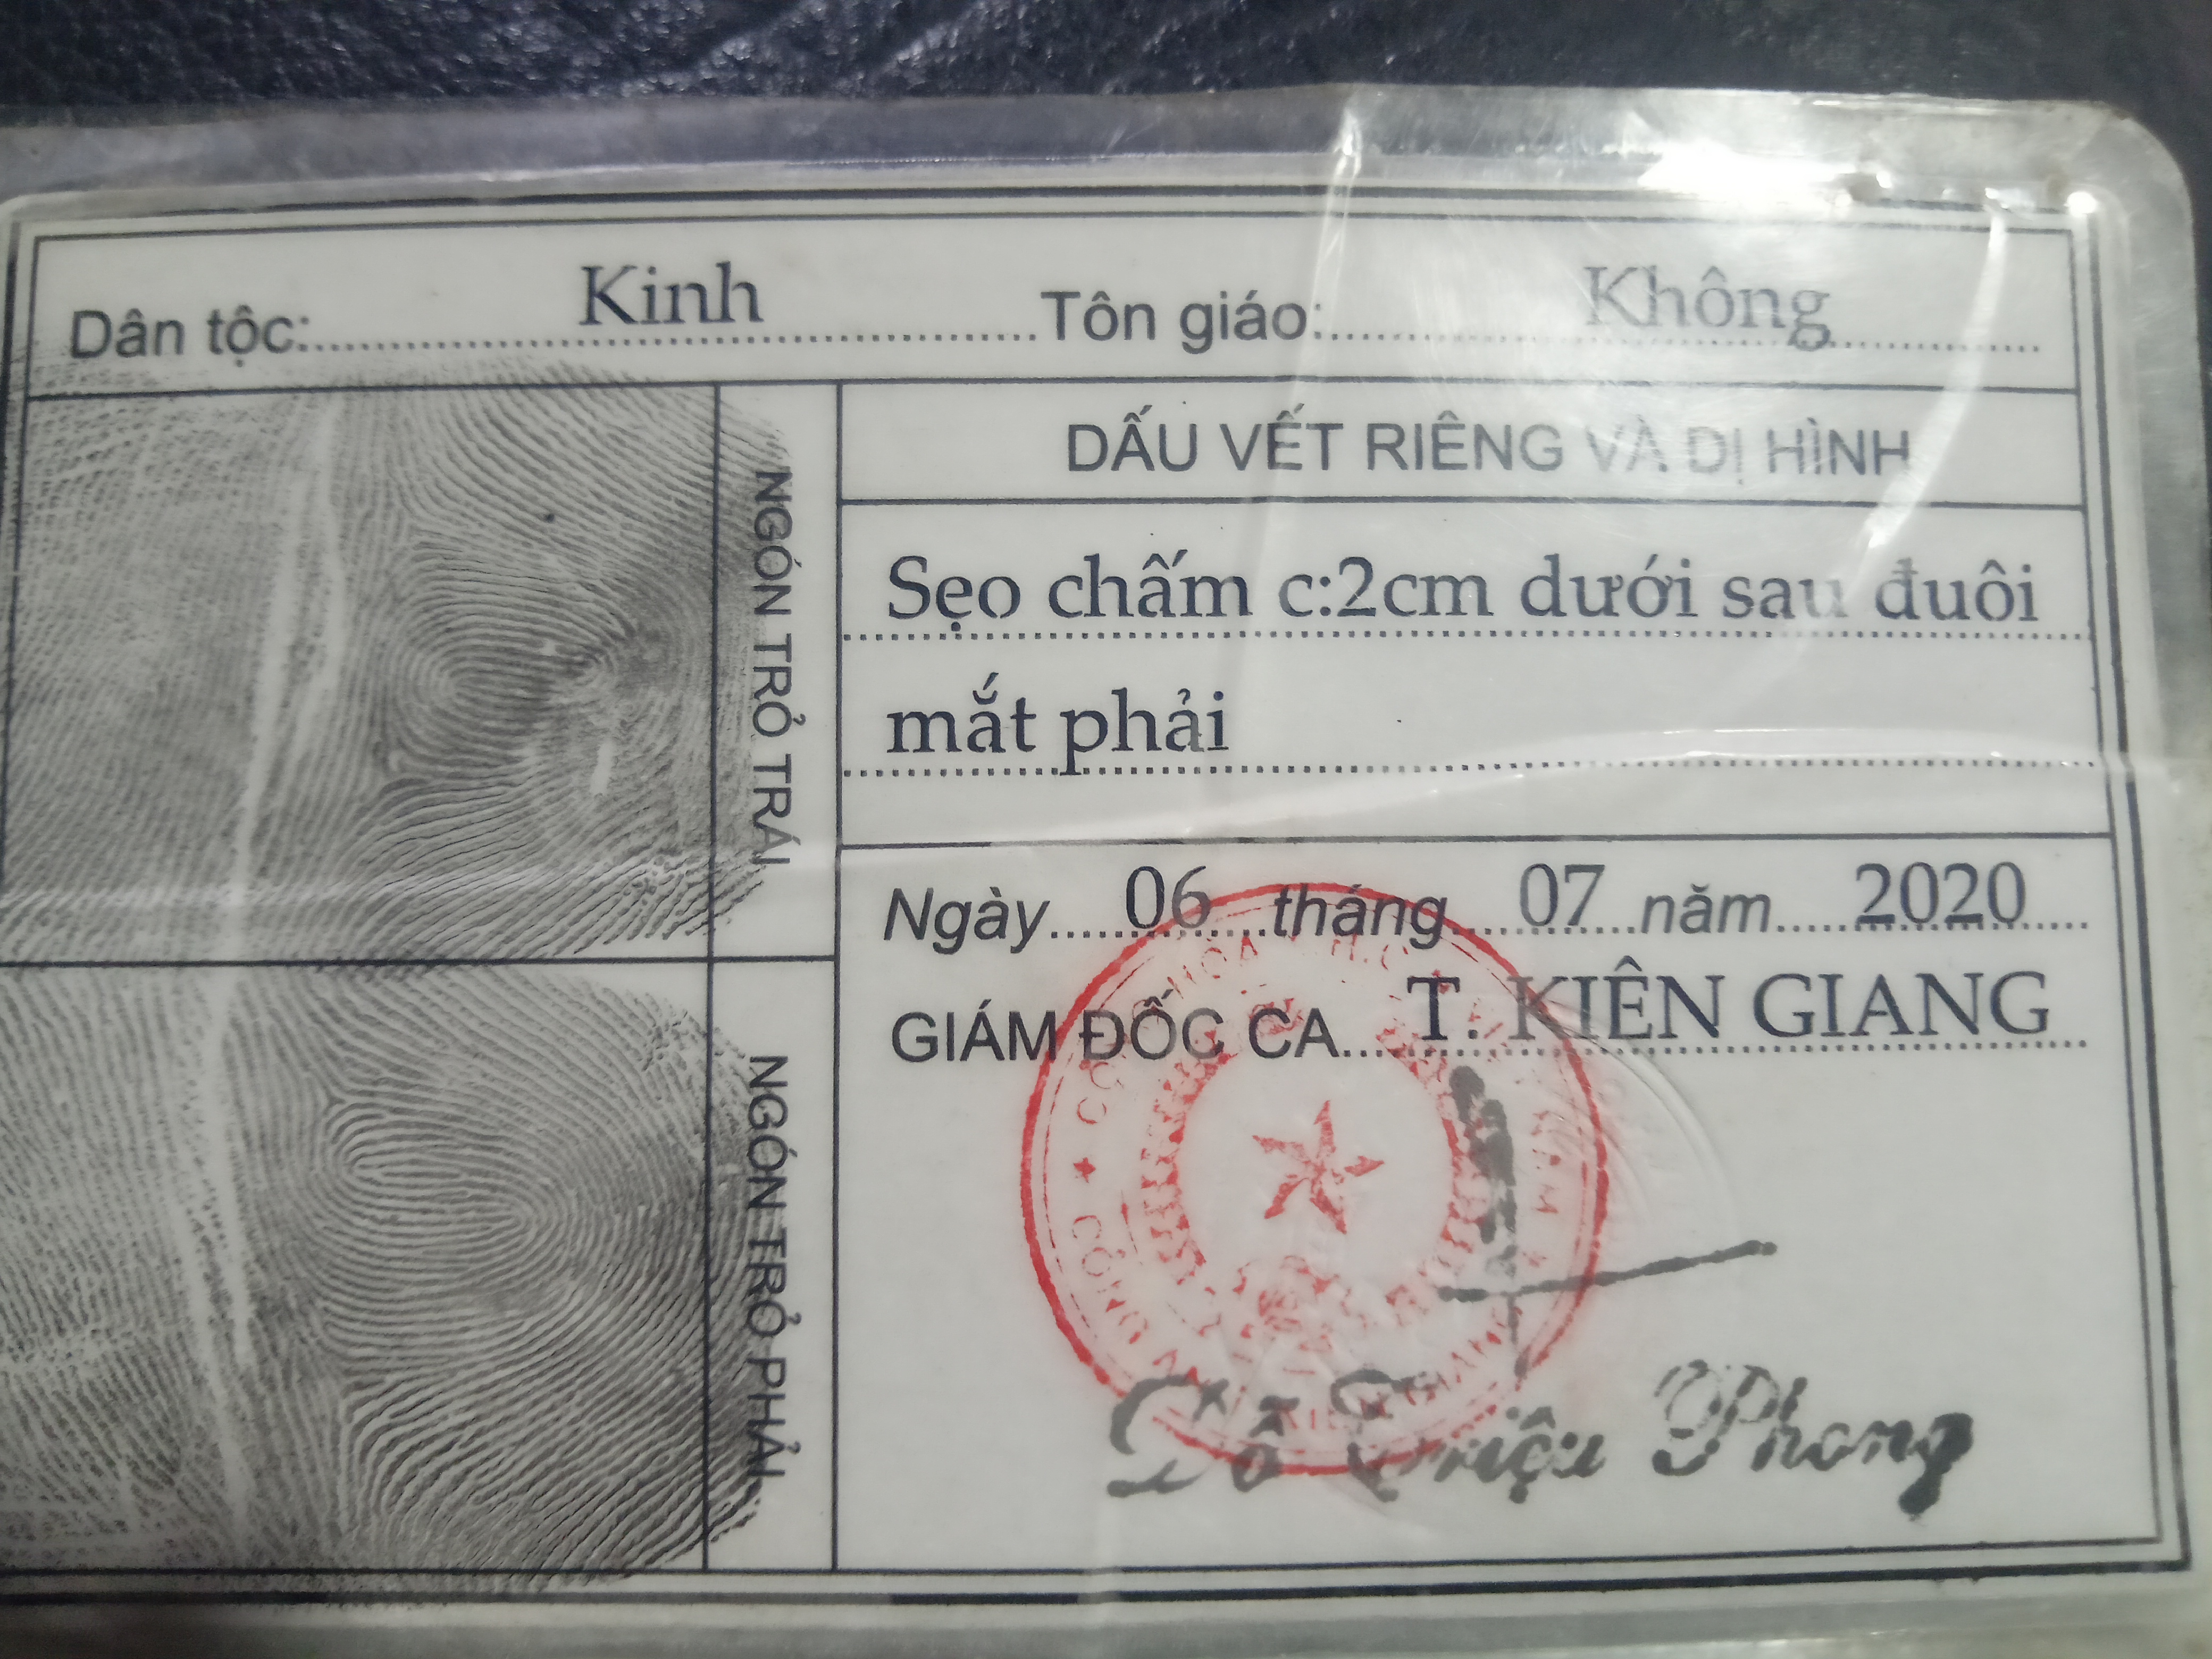 Dân tộc: Kinh Tôn giáo: Không
NGÓN TRỎ TRÁI
DẤU VẾT RIÊNG VÀ DỊ HÌNH
Sẹo chấm c:2cm dưới sau đuôi
mắt phải
NGÓN TRỎ PHẢI
Ngày 06 tháng 07 năm 2020
GIÁM ĐỐC CA T. KIÊN GIANG
Đỗ Triệu Phong